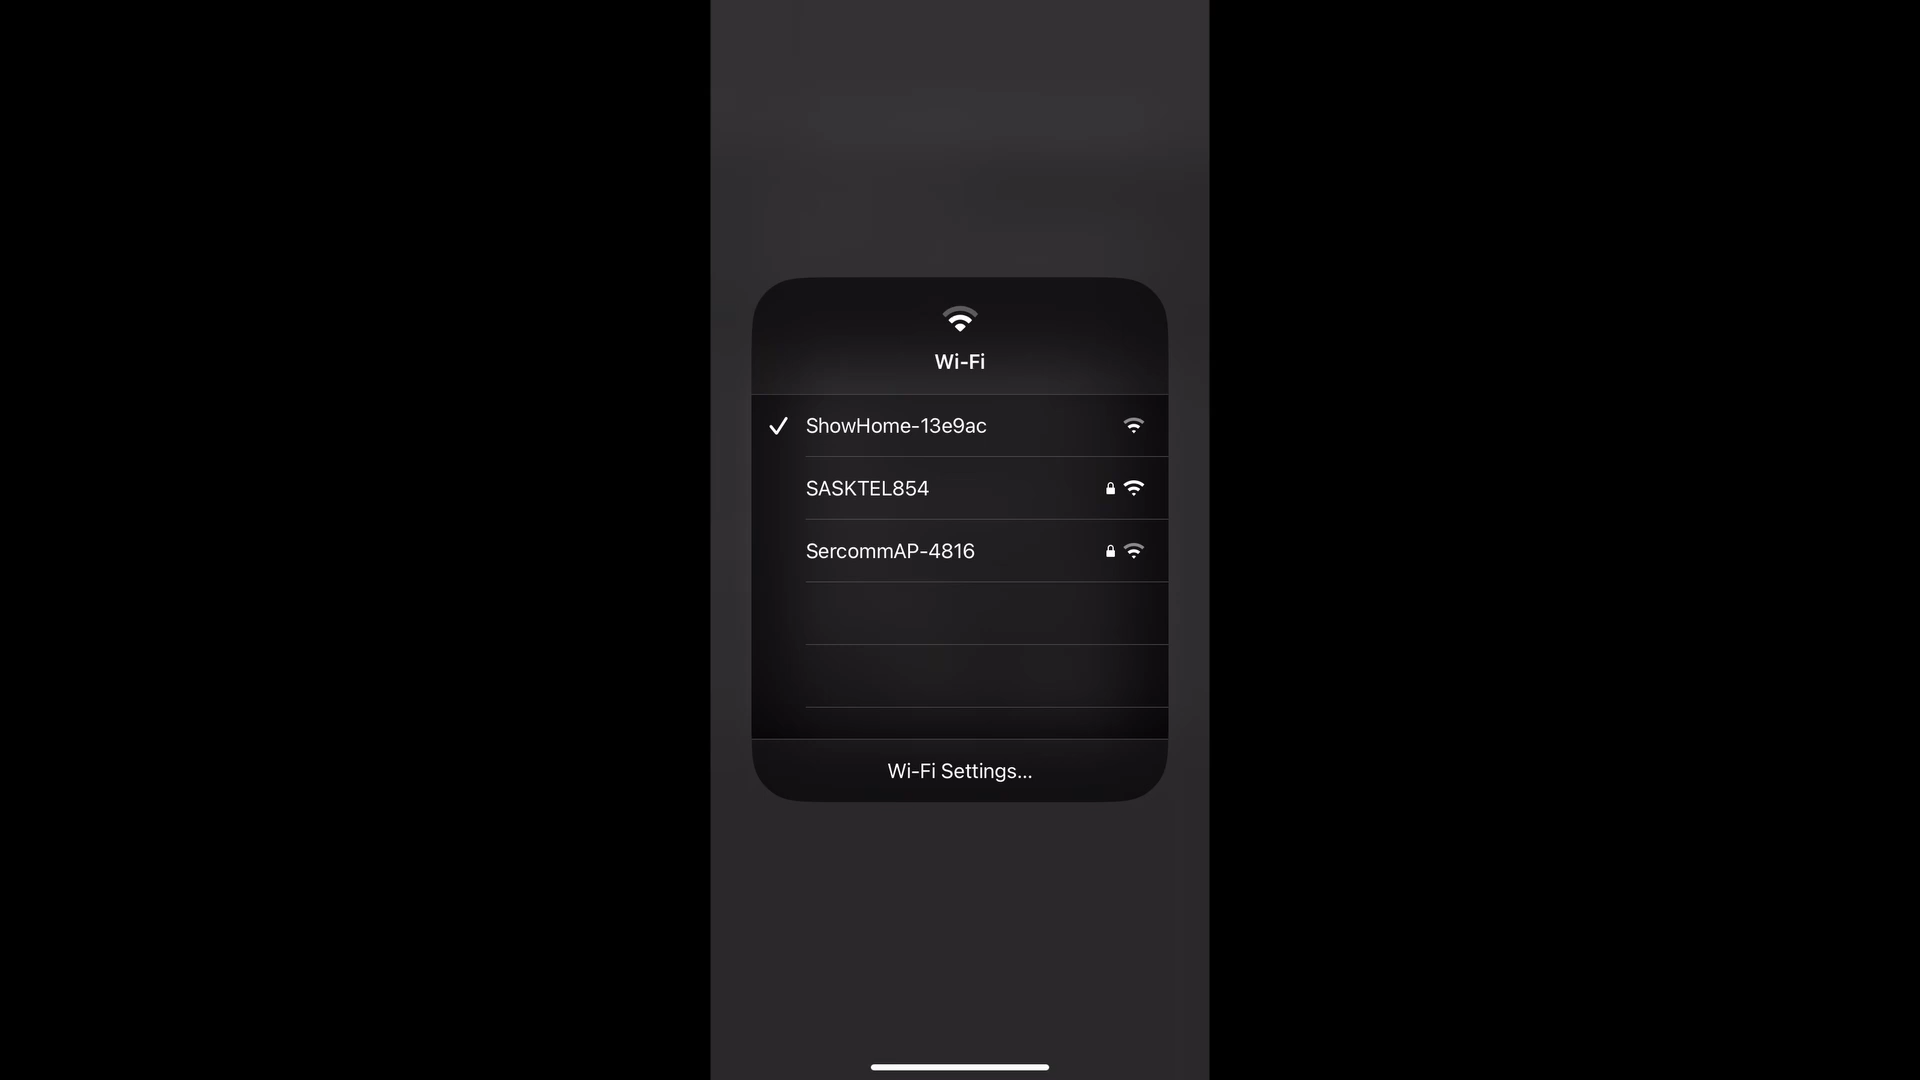 Wi-Fi
ShowHome-13e9ac
SASKTEL854
SercommAP-4816
Wi-Fi Settings...